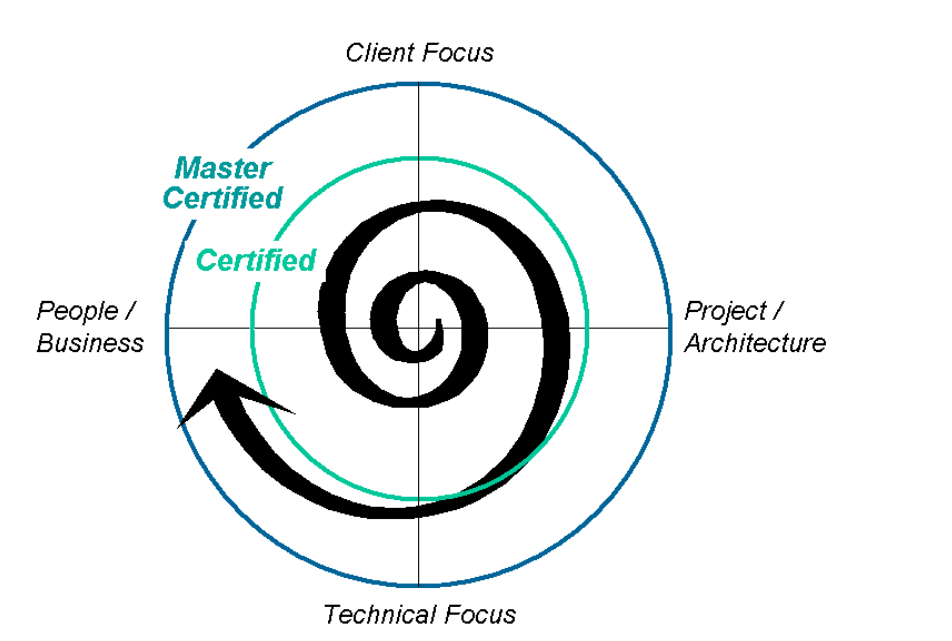 Client Focus
Master
Certified
Certified
People /
Business
Project /
Architecture
Technical Focus